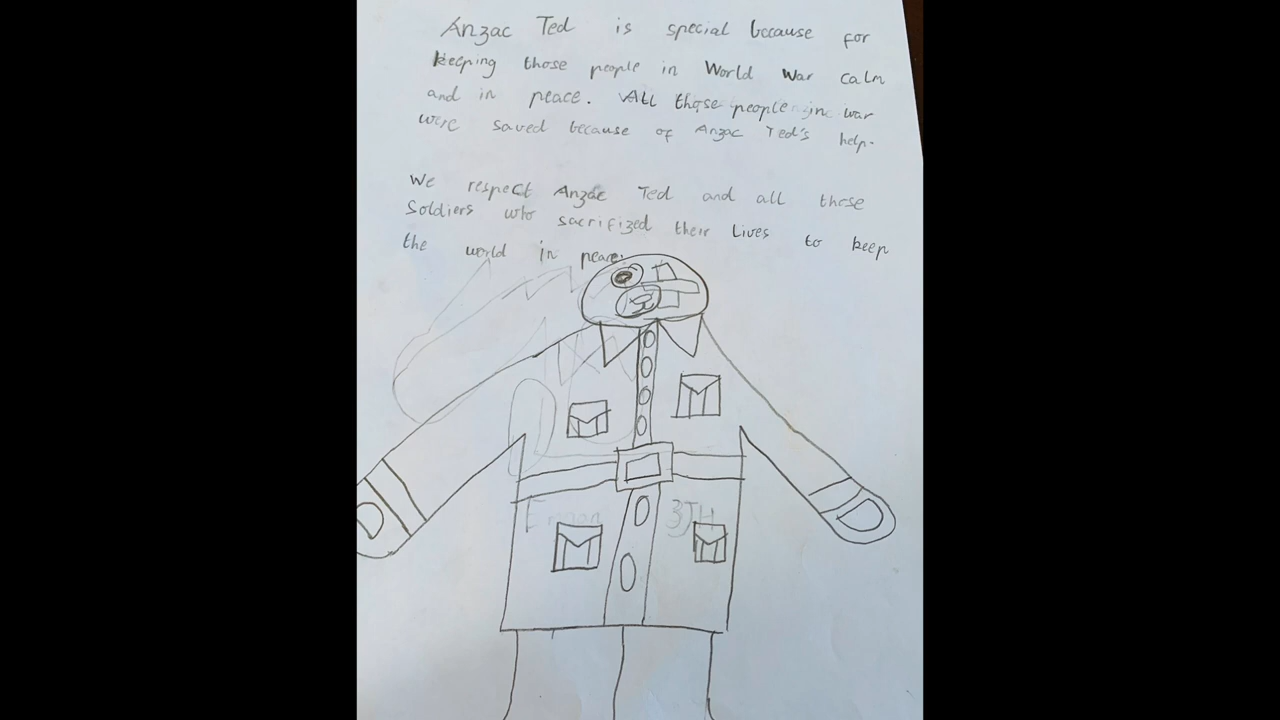 Anzac Ted is special because for
keeping those people in World War calm
and in peace. All those people in war
were saved because of Anzac Ted's help.
We respect Anzac Ted and all those
Soldiers who sacrifized their Lives to keep
the world in peace.
3JH